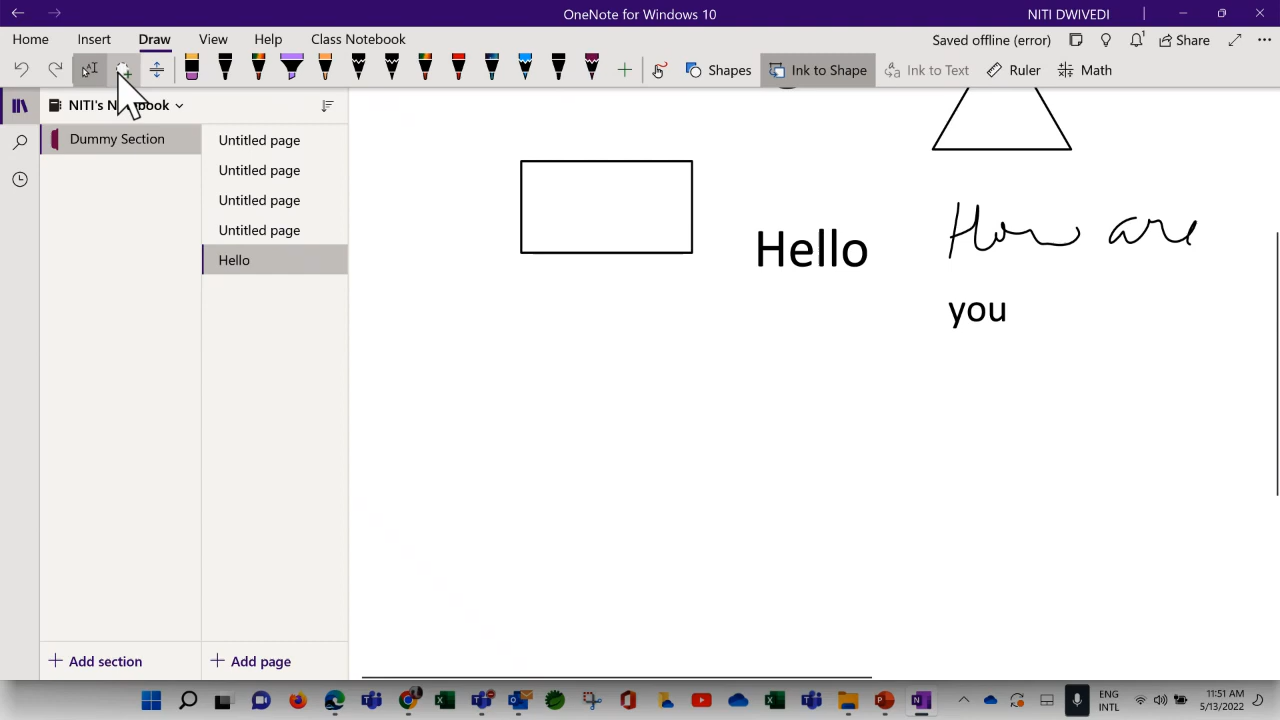 OneNote for Windows 10
NITI DWIVEDI
Home Insert Draw View Help Class Notebook
Saved offline (error) Share
Shapes Ink to Shape Ink to Text Ruler Math
NITI's Notebook
Dummy Section
Untitled page
Untitled page
Untitled page
Untitled page
Hello
Hello
How are
you
Add section
Add page
ENG
INTL
11:51 AM
5/13/2022